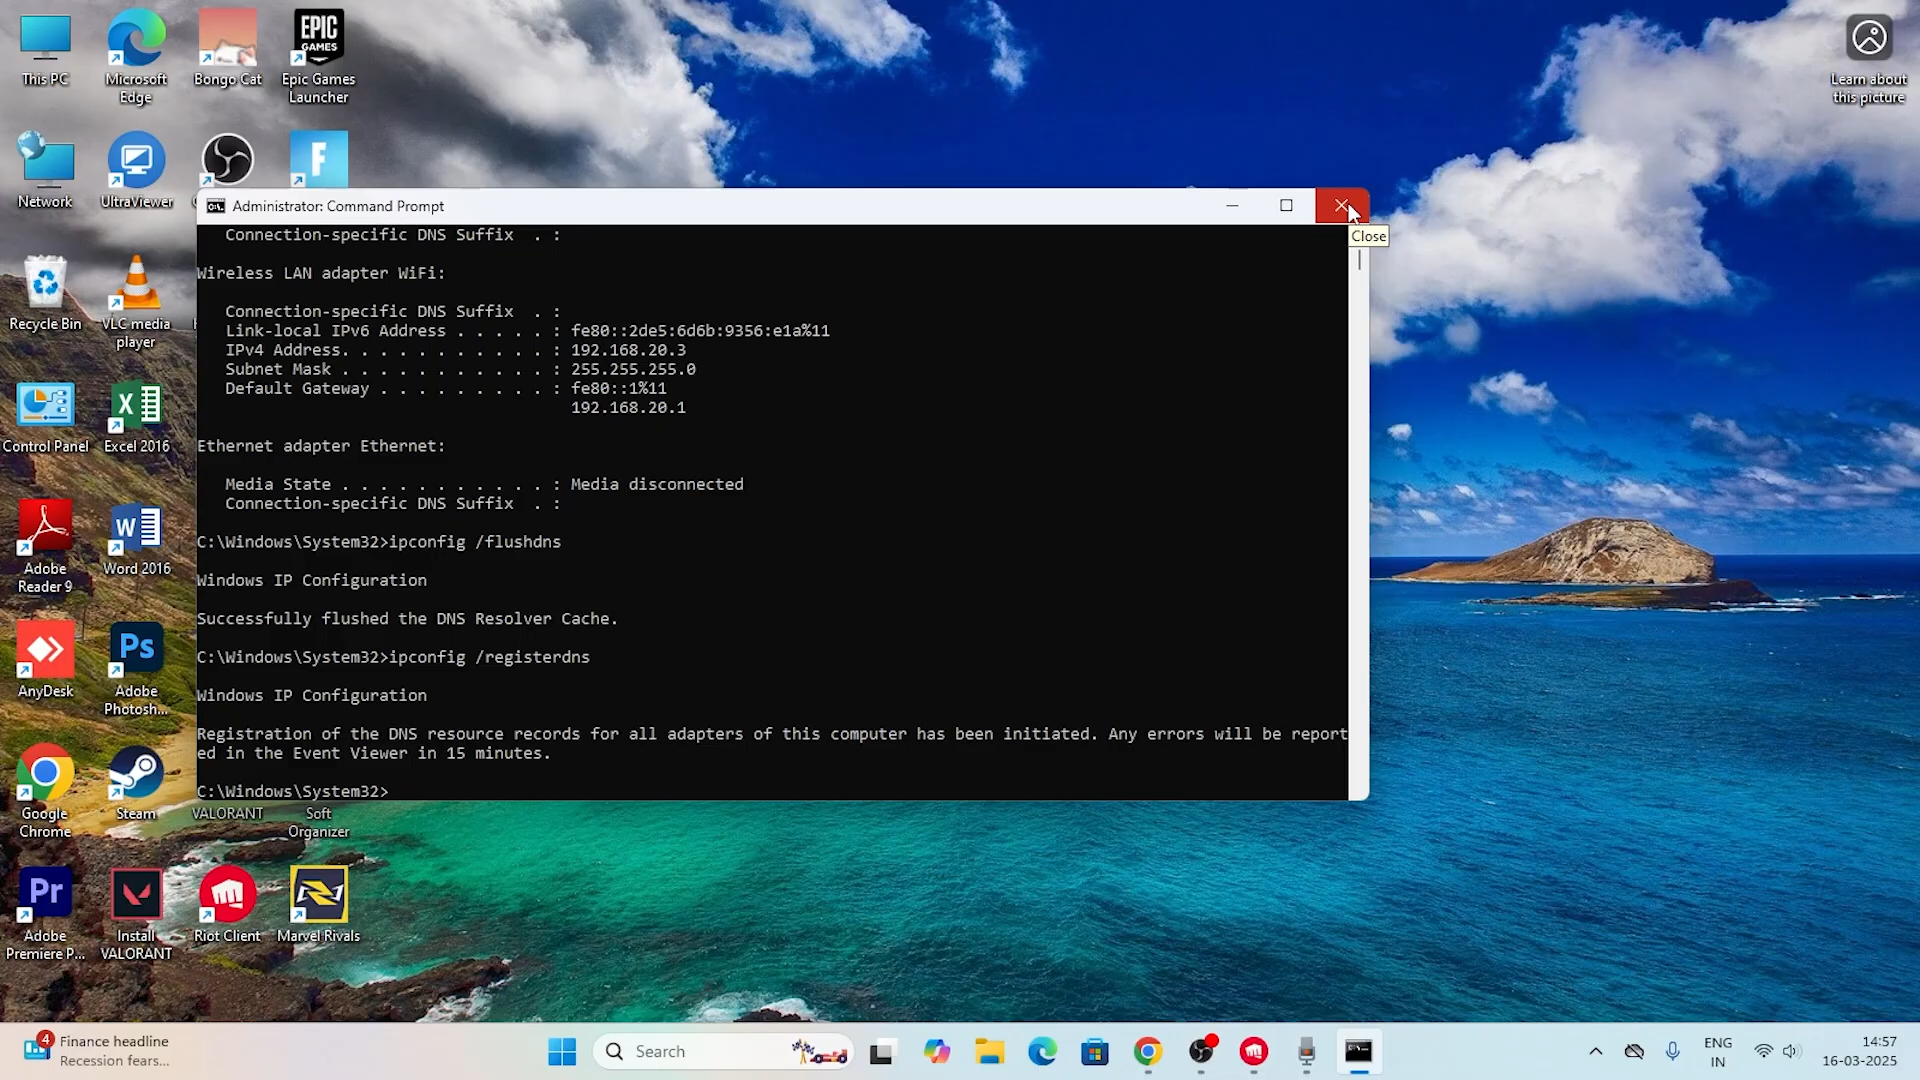 This PC
Microsoft
Edge
Bongo Cat
EPIC
GAMES
Epic Games
Launcher
Learn about
this picture
Network
UltraViewer
F
Administrator: Command Prompt
Close
Connection-specific DNS Suffix  . :
Wireless LAN adapter WiFi:
Connection-specific DNS Suffix  . :
Link-local IPv6 Address . . . . . : fe80::2de5:6d6b:9356:e1a%11
IPv4 Address. . . . . . . . . . . : 192.168.20.3
Subnet Mask . . . . . . . . . . . : 255.255.255.0
Default Gateway . . . . . . . . . : fe80::1%11
192.168.20.1
Ethernet adapter Ethernet:
Media State . . . . . . . . . . . : Media disconnected
Connection-specific DNS Suffix  . :
C:\Windows\System32>ipconfig /flushdns
Windows IP Configuration
Successfully flushed the DNS Resolver Cache.
C:\Windows\System32>ipconfig /registerdns
Windows IP Configuration
Registration of the DNS resource records for all adapters of this computer has been initiated. Any errors will be report
ed in the Event Viewer in 15 minutes.
C:\Windows\System32>
Recycle Bin
VLC media
player
Control Panel
Excel 2016
Adobe
Reader 9
Word 2016
AnyDesk
Ps
Adobe
Photosh...
Google
Chrome
Steam
VALORANT
Soft
Organizer
Pr
Adobe
Premiere P...
Install
VALORANT
Riot Client
Marvel Rivals
4
Finance headline
Recession fears...
Search
ENG
IN
14:57
16-03-2025